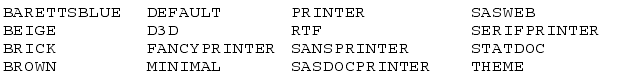 BARETTSBLUE DEFAULT PRINTER SASWEB
BEIGE D3D RTF SERIFPRINTER
BRICK FANCYPRINTER SANSPRINTER STATDOC
BROWN MINIMAL SASDOCPRINTER THEME